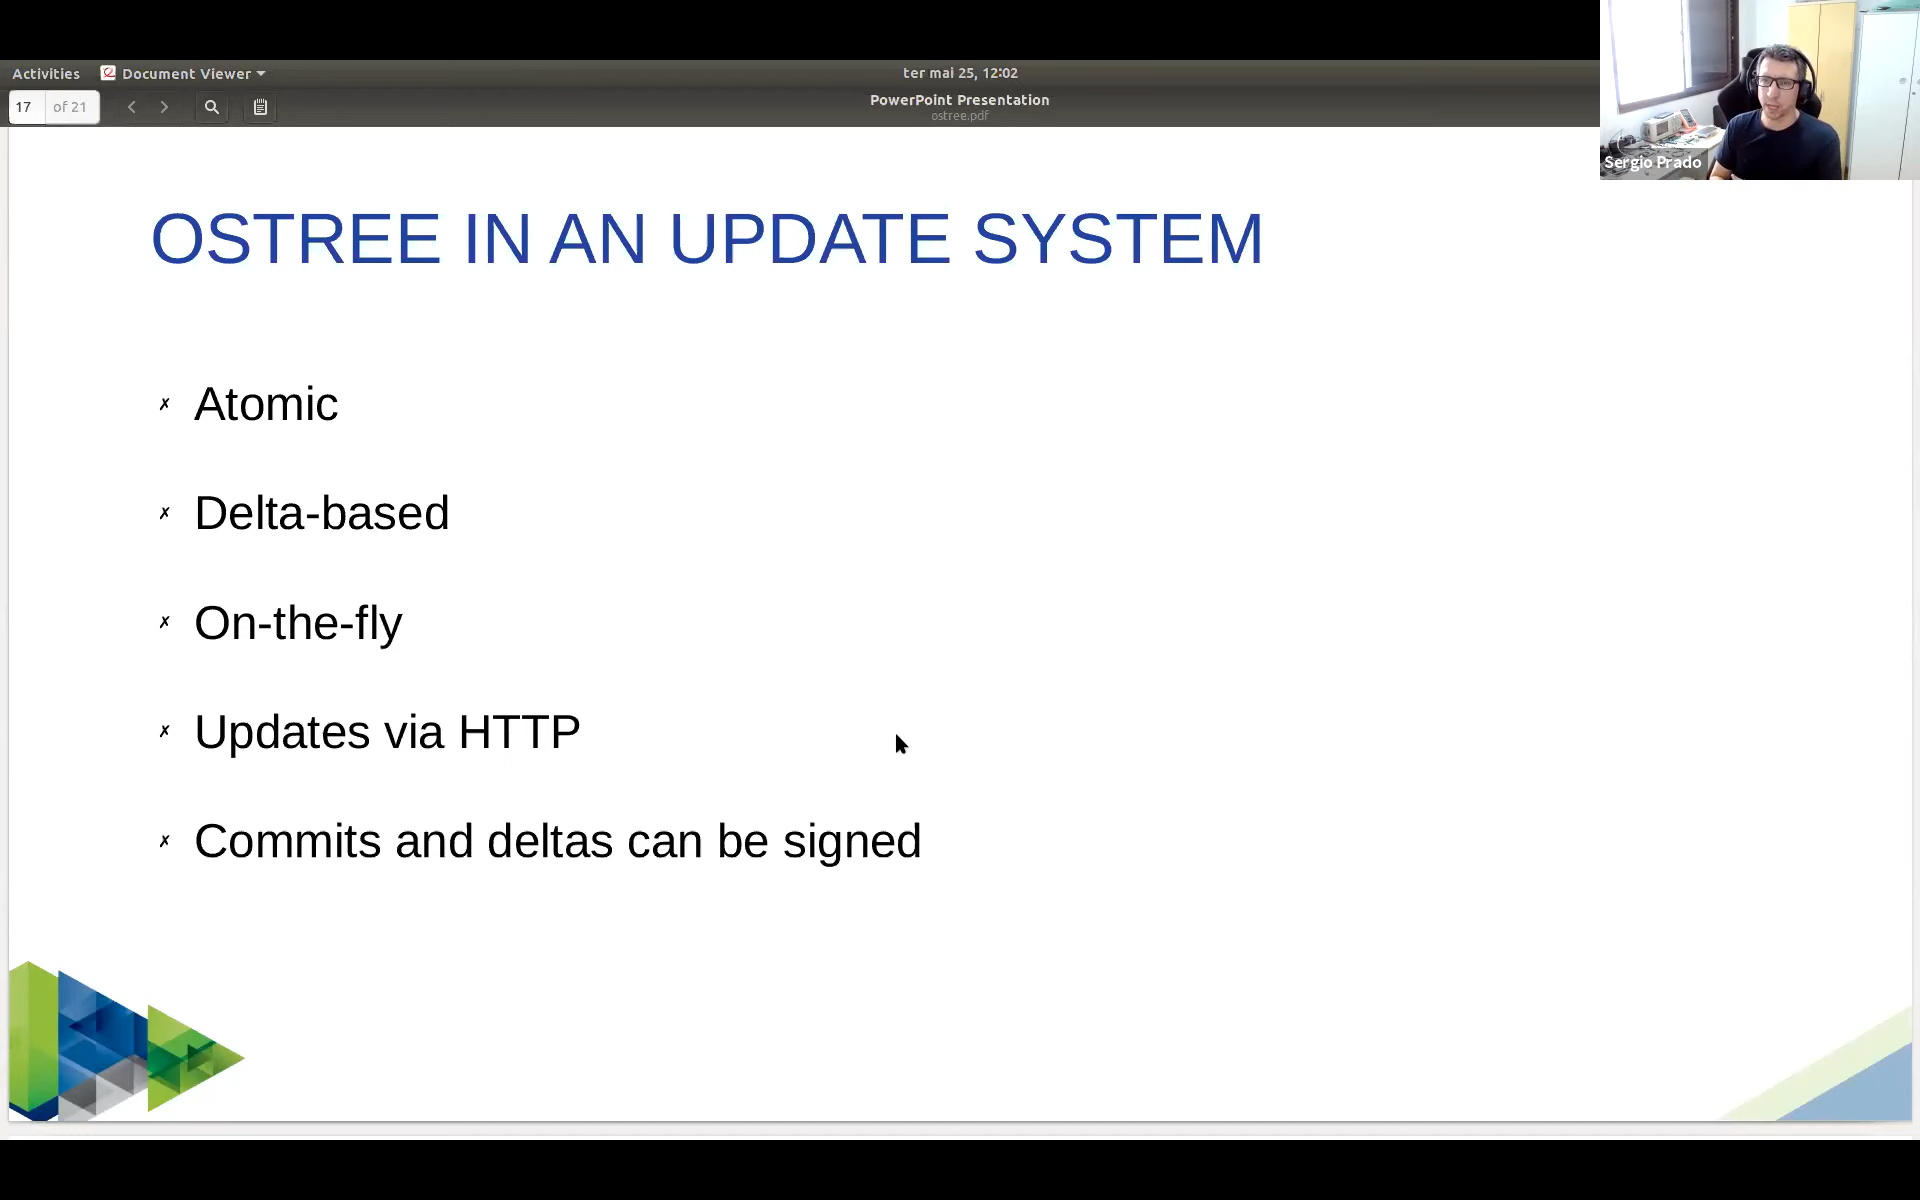 Activities
Document Viewer
ter mai 25, 12:02
17 of 21
PowerPoint Presentation
ostree.pdf
Sergio Prado
OSTREE IN AN UPDATE SYSTEM
✗ Atomic
✗ Delta-based
✗ On-the-fly
✗ Updates via HTTP
✗ Commits and deltas can be signed